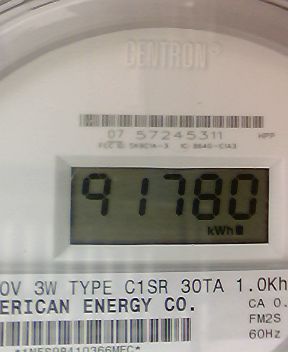 CENTRON®
07 57245311 HPP
91780
kWh
0V 3W TYPE C1SR 30TA 1.0Kh
ERICAN ENERGY CO. CA 0.
FM2S
60Hz